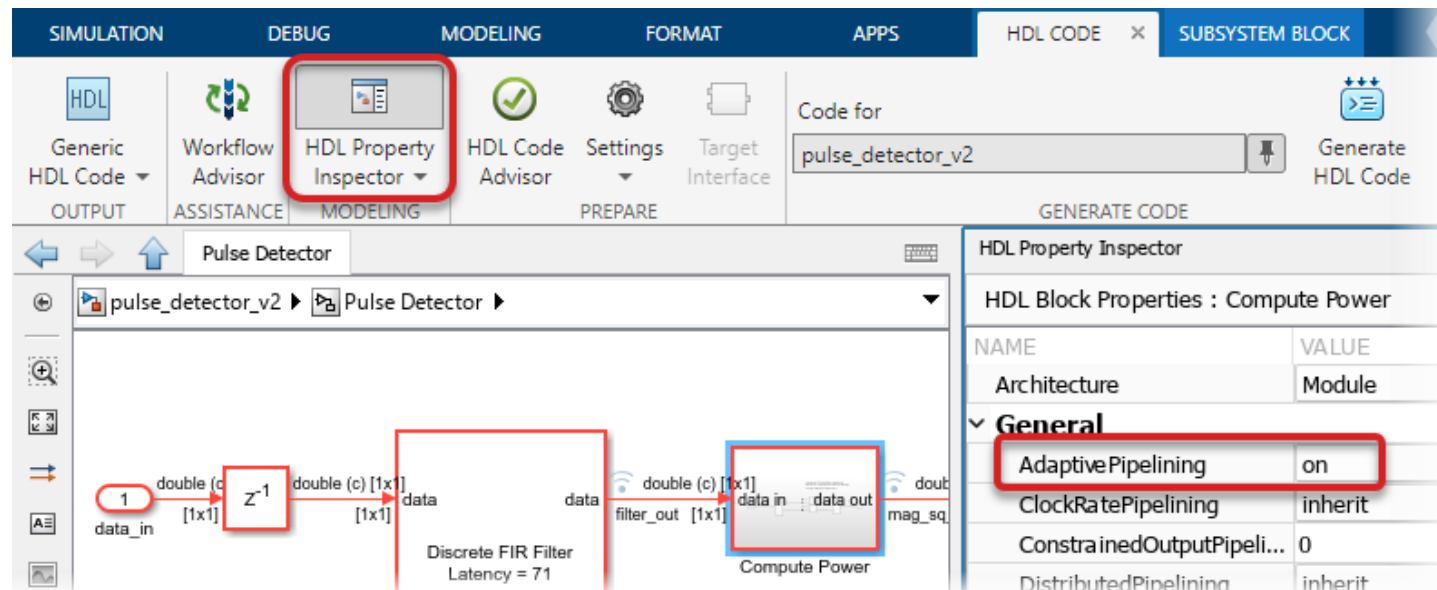 SIMULATION DEBUG MODELING FORMAT APPS HDL CODE × SUBSYSTEM BLOCK
HDL
Generic
HDL Code
OUTPUT
Workflow
Advisor
ASSISTANCE
HDL Property
Inspector
MODELING
HDL Code
Advisor
Settings
Target
Interface
PREPARE
Code for
pulse_detector_v2
Generate
HDL Code
GENERATE CODE
Pulse Detector
pulse_detector_v2 Pulse Detector
1
data_in
double (c
[1x1]
z-1
double (c) [1x1]
[1x1]
data data
Discrete FIR Filter
Latency = 71
double (c) [1x1]
filter_out [1x1]
data in data out
Compute Power
doub
mag_sq
HDL Property Inspector
HDL Block Properties : Compute Power
NAME VALUE
Architecture Module
General
AdaptivePipelining on
ClockRatePipelining inherit
ConstrainedOutputPipeli... 0
DistributedPipelining inherit